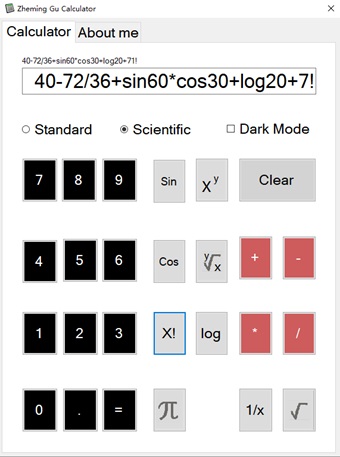 Zheming Gu Calculator
Calculator About me
40-72/36+sin60*cos30+log20+71!
40-72/36+sin60*cos30+log20+7!
Standard Scientific Dark Mode
7 8 9 Sin Xy Clear
4 5 6 Cos y√x + -
1 2 3 X! log * /
0 . = π 1/x √